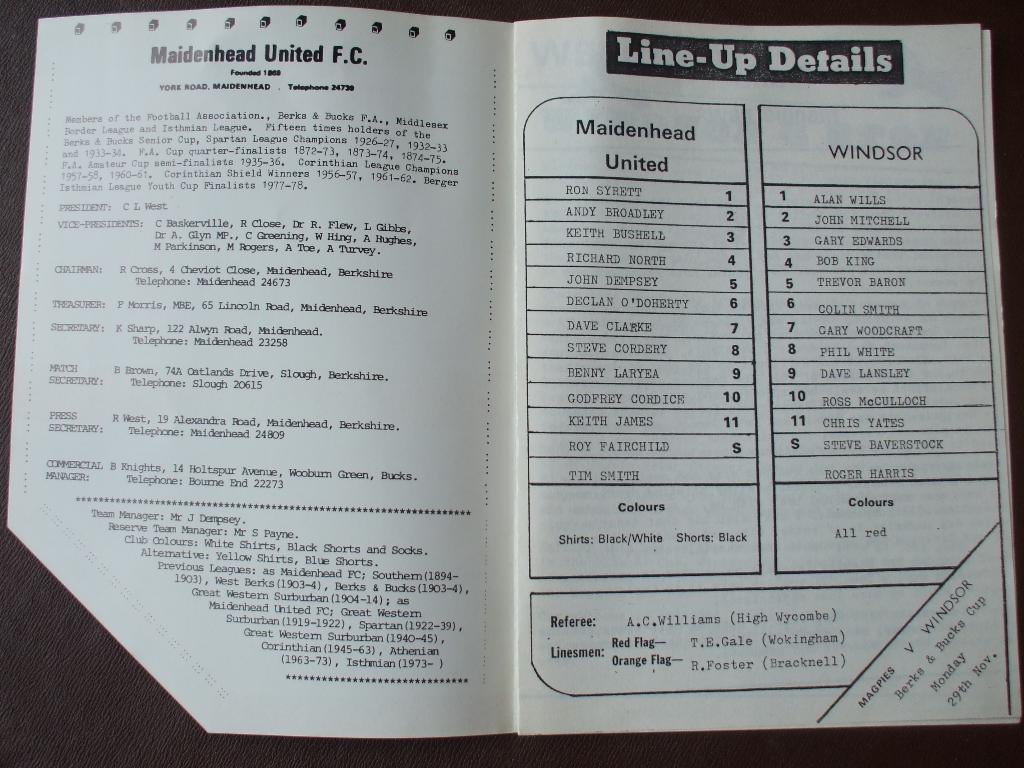 Maidenhead United F.C.
Founded 1869
YORK ROAD, MAIDENHEAD . Telephone 24739
Members of the Football Association., Berks & Bucks F.A., Middlesex
Border League and Isthmian League. Fifteen times holders of the
Berks & Bucks Senior Cup, Spartan League Champions 1926-27, 1932-33
and 1933-34. F.A. Cup quarter-finalists 1872-73, 1873-74, 1874-75.
F.A. Amateur Cup semi-finalists 1935-36. Corinthian League Champions
1957-58, 1960-61. Corinthian Shield Winners 1956-57, 1961-62. Berger
Isthmian League Youth Cup Finalists 1977-78.
PRESIDENT: C L West
VICE-PRESIDENTS: C Baskerville, R Close, Dr R. Flew, L Gibbs,
Dr A. Glyn MP., C Greening, W Hing, A Hughes,
M Parkinson, M Rogers, A Toe, A Turvey.
CHAIRMAN: R Cross, 4 Cheviot Close, Maidenhead, Berkshire
Telephone: Maidenhead 24673
TREASURER: F Morris, MBE, 65 Lincoln Road, Maidenhead, Berkshire
SECRETARY: K Sharp, 122 Alwyn Road, Maidenhead.
Telephone: Maidenhead 23258
MATCH B Brown, 74A Oatlands Drive, Slough, Berkshire.
SECRETARY: Telephone: Slough 20615
PRESS R West, 19 Alexandra Road, Maidenhead, Berkshire.
SECRETARY: Telephone: Maidenhead 24809
COMMERCIAL B Knights, 14 Holtspur Avenue, Wooburn Green, Bucks.
MANAGER: Telephone: Bourne End 22273
Team Manager: Mr J Dempsey.
Reserve Team Manager: Mr S Payne.
Club Colours: White Shirts, Black Shorts and Socks.
Alternative: Yellow Shirts, Blue Shorts.
Previous Leagues: as Maidenhead FC; Southern(1894-
1903), West Berks(1903-4), Berks & Bucks(1903-4),
Great Western Surburban(1904-14); as
Maidenhead United FC; Great Western
Surburban(1919-1922), Spartan(1922-39),
Great Western Surburban(1940-45),
Corinthian(1945-63), Athenian
(1963-73), Isthmian(1973- )
Line-Up Details
Maidenhead
United
RON SYRETT 1
ANDY BROADLEY 2
KEITH BUSHELL 3
RICHARD NORTH 4
JOHN DEMPSEY 5
DECLAN O'DOHERTY 6
DAVE CLARKE 7
STEVE CORDERY 8
BENNY LARYEA 9
GODFREY CORDICE 10
KEITH JAMES 11
ROY FAIRCHILD S
TIM SMITH
Colours
Shirts: Black/White Shorts: Black
WINDSOR
1 ALAN WILLS
2 JOHN MITCHELL
3 GARY EDWARDS
4 BOB KING
5 TREVOR BARON
6 COLIN SMITH
7 GARY WOODCRAFT
8 PHIL WHITE
9 DAVE LANSLEY
10 ROSS McCULLOCH
11 CHRIS YATES
S STEVE BAVERSTOCK
ROGER HARRIS
Colours
All red
Referee: A.C.Williams (High Wycombe)
Linesmen: Red Flag— T.E.Gale (Wokingham)
Orange Flag— R.Foster (Bracknell)
MAGPIES V WINDSOR
Berks & Bucks Cup
Monday
29th Nov.